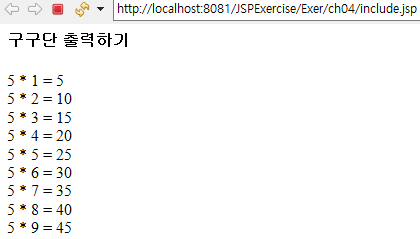 http://localhost:8081/JSPExercise/Exer/ch04/include.jsp
구구단 출력하기
5 * 1 = 5
5 * 2 = 10
5 * 3 = 15
5 * 4 = 20
5 * 5 = 25
5 * 6 = 30
5 * 7 = 35
5 * 8 = 40
5 * 9 = 45